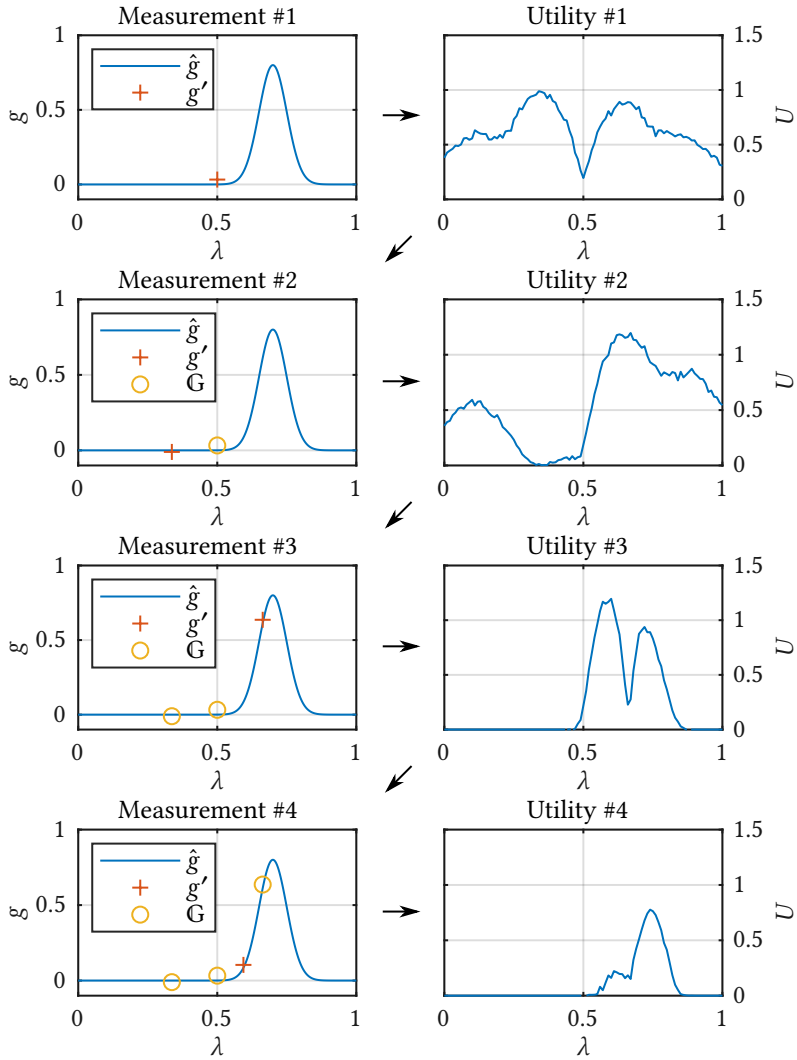 Measurement #1
Utility #1
1
0.5
0
g
ĝ
g′
0
0.5
1
λ
1.5
1
0.5
0
U
0
0.5
1
λ
Measurement #2
Utility #2
1
0.5
0
g
ĝ
g′
G
0
0.5
1
λ
1.5
1
0.5
0
U
0
0.5
1
λ
Measurement #3
Utility #3
1
0.5
0
g
ĝ
g′
G
0
0.5
1
λ
1.5
1
0.5
0
U
0
0.5
1
λ
Measurement #4
Utility #4
1
0.5
0
g
ĝ
g′
G
0
0.5
1
λ
1.5
1
0.5
0
U
0
0.5
1
λ